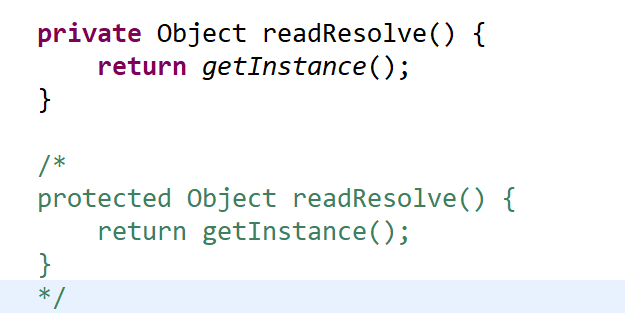 private Object readResolve() {
    return getInstance();
}

/*
protected Object readResolve() {
    return getInstance();
}
*/